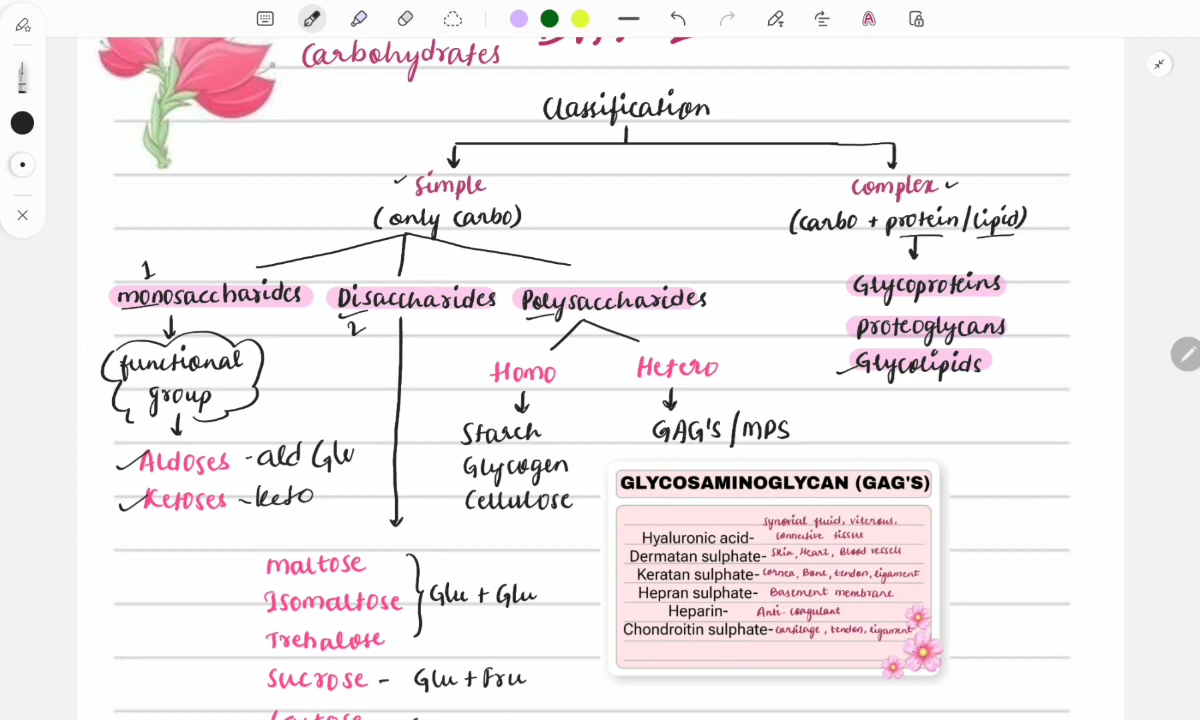 Carbohydrates
Classification
Simple
(only carbo)
Complex
(carbo + protein/lipid)
1
monosaccharides
Disaccharides
2
Polysaccharides
Glycoproteins
Proteoglycans
Glycolipids
functional
group
Aldoses - ald Glu
Ketoses - keto
Homo
Hetero
Starch
Glycogen
Cellulose
GAG'S/MPS
GLYCOSAMINOGLYCAN (GAG'S)
Hyaluronic acid- synovial fluid, viterous, connective tissue
Dermatan sulphate- Skin, Heart, Blood vessels
Keratan sulphate- cornea, Bone, tendon, ligament
Hepran sulphate- Basement membrane
Heparin- Anti-coagulant
Chondroitin sulphate- cartilage, tendon, ligament
maltose
Isomaltose
Trehalose
Glu + Glu
Sucrose - Glu + Fru